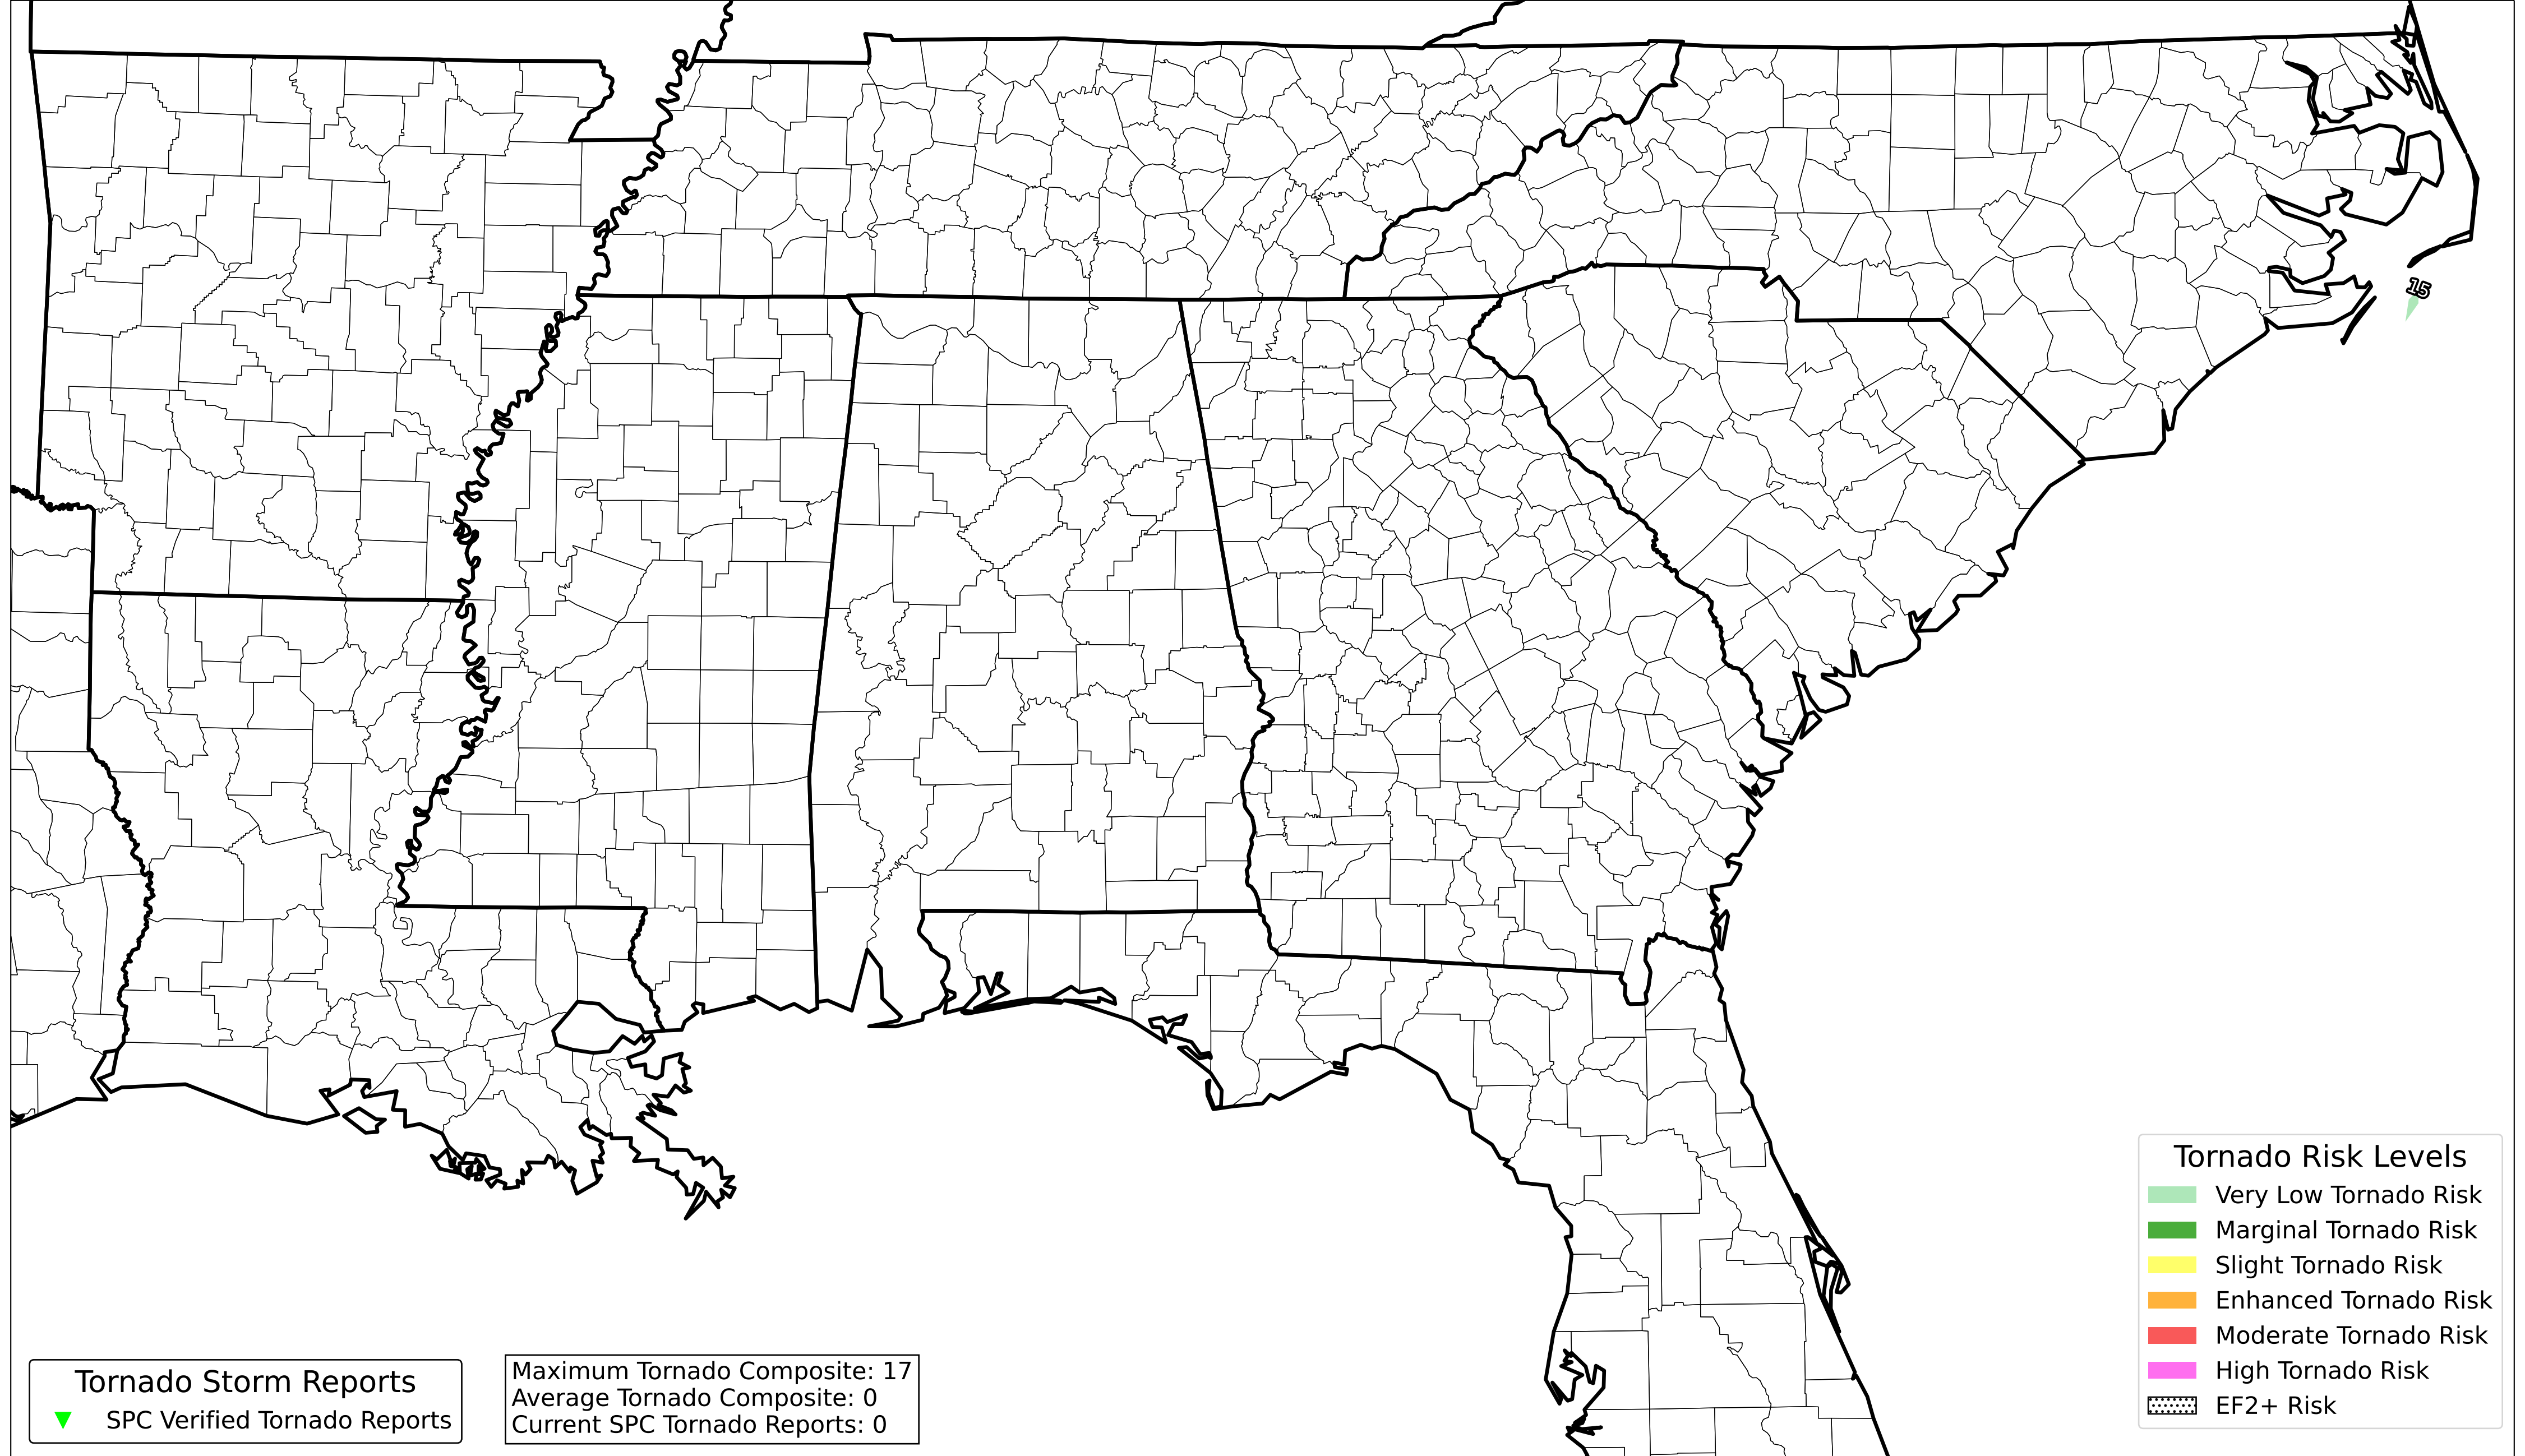 15
Tornado Risk Levels
Very Low Tornado Risk
Marginal Tornado Risk
Slight Tornado Risk
Enhanced Tornado Risk
Moderate Tornado Risk
High Tornado Risk
EF2+ Risk
Tornado Storm Reports
SPC Verified Tornado Reports
Maximum Tornado Composite: 17
Average Tornado Composite: 0
Current SPC Tornado Reports: 0